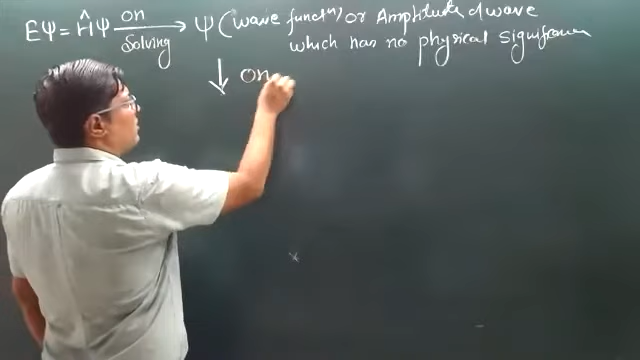 EΨ = ĤΨ on Solving → Ψ (wave functn) or Amplitude of wave
which has no physical significance
↓ on